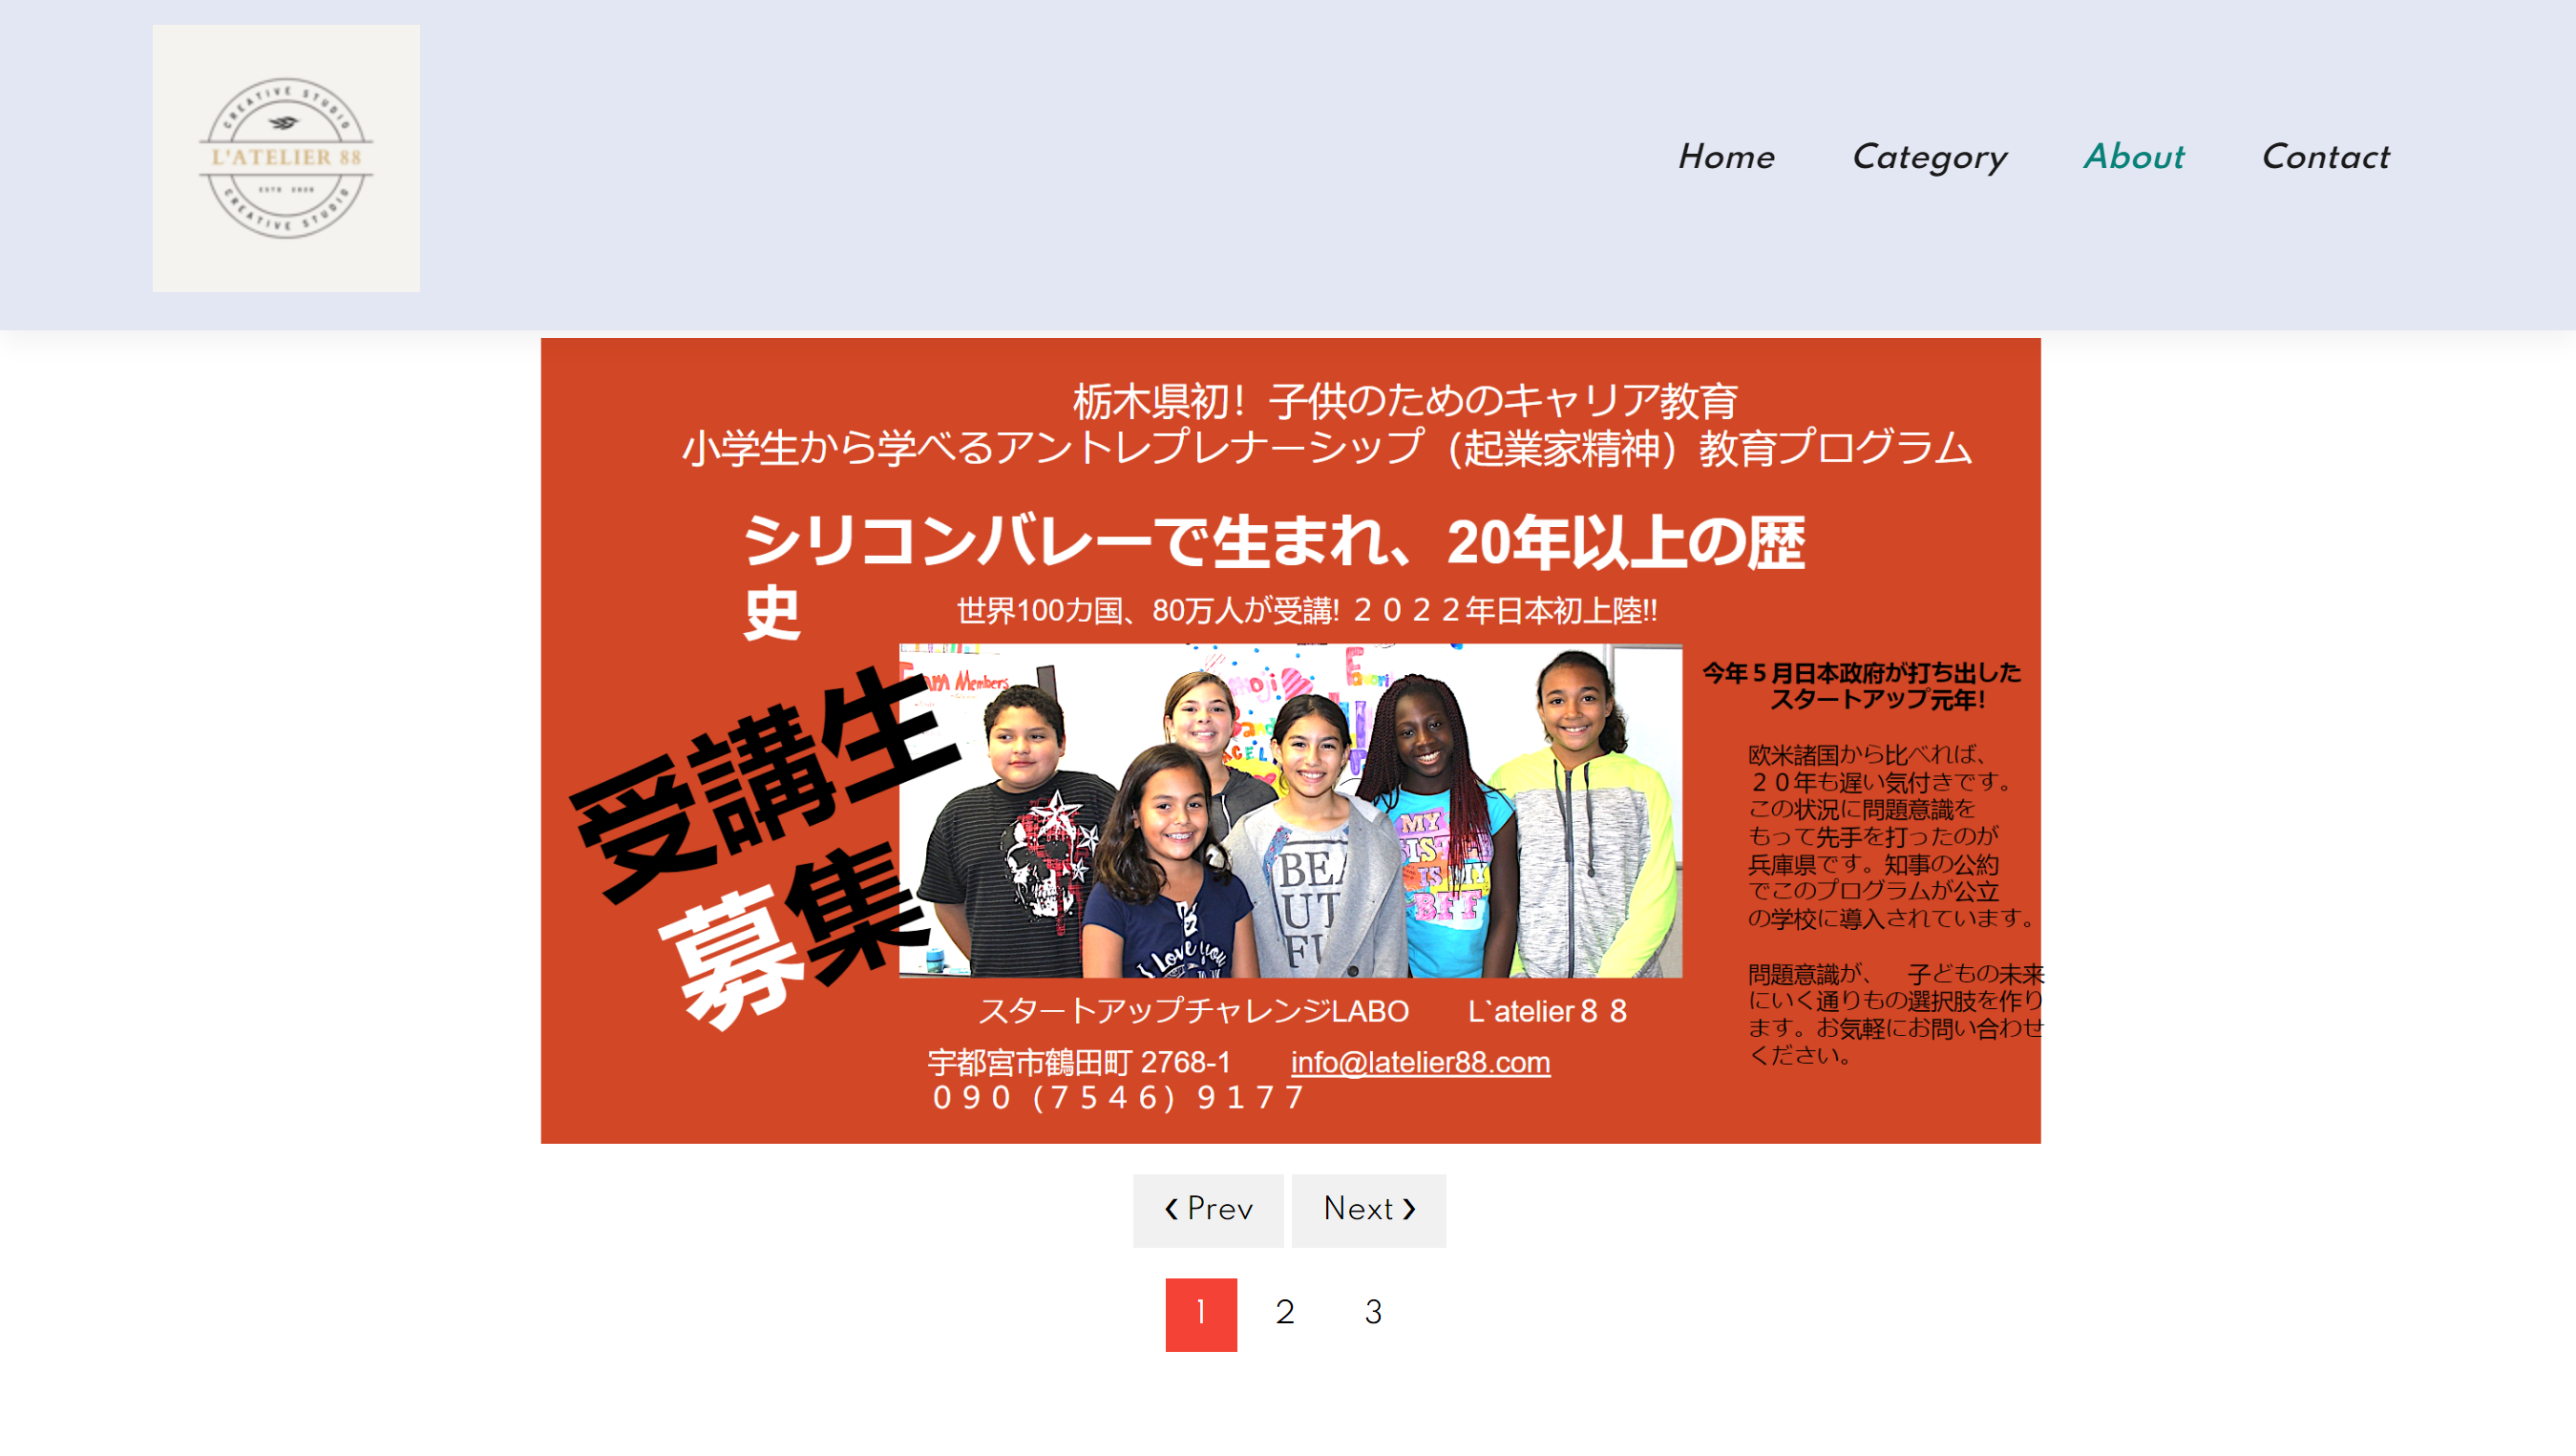 CREATIVE STUDIO
L'ATELIER 88
ESTD 2020
CREATIVE STUDIO
Home Category About Contact
栃木県初！子供のためのキャリア教育
小学生から学べるアントレプレナーシップ（起業家精神）教育プログラム
シリコンバレーで生まれ、20年以上の歴
史
世界100カ国、80万人が受講! ２０２２年日本初上陸!!
受講生
募集
Members
moji
Favori
and
MY
SIS
IS MY
BFF
BEA
UT
FU
I love you
今年５月日本政府が打ち出した
スタートアップ元年！
欧米諸国から比べれば、
２０年も遅い気付きです。
この状況に問題意識を
もって先手を打ったのが
兵庫県です。知事の公約
でこのプログラムが公立
の学校に導入されています。
問題意識が、　子どもの未来
にいく通りもの選択肢を作り
ます。お気軽にお問い合わせ
ください。
スタートアップチャレンジLABO　　L`atelier８８
宇都宮市鶴田町 2768-1　　info@latelier88.com
０９０（７５４６）９１７７
❮ Prev Next ❯
1 2 3